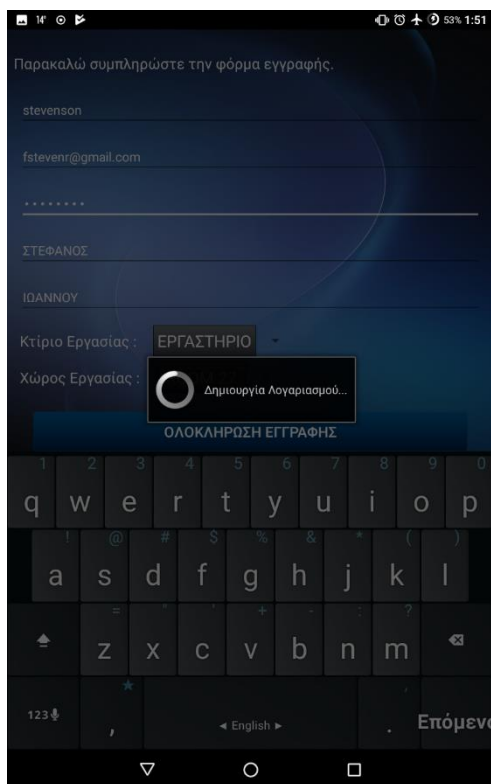 14° 53% 1:51
Παρακαλώ συμπληρώστε την φόρμα εγγραφής.
stevenson
fstevenr@gmail.com
········
ΣΤΕΦΑΝΟΣ
ΙΩΑΝΝΟΥ
Κτίριο Εργασίας : ΕΡΓΑΣΤΗΡΙΟ
Χώρος Εργασίας :
Δημιουργία Λογαριασμού...
ΟΛΟΚΛΗΡΩΣΗ ΕΓΓΡΑΦΗΣ
1 2 3 4 5 6 7 8 9 0
q w e r t y u i o p
! @ # $ % & * ( )
a s d f g h j k l
= " ' + - : ?
z x c v b n m
123 , ◄ English ► . Επόμενο